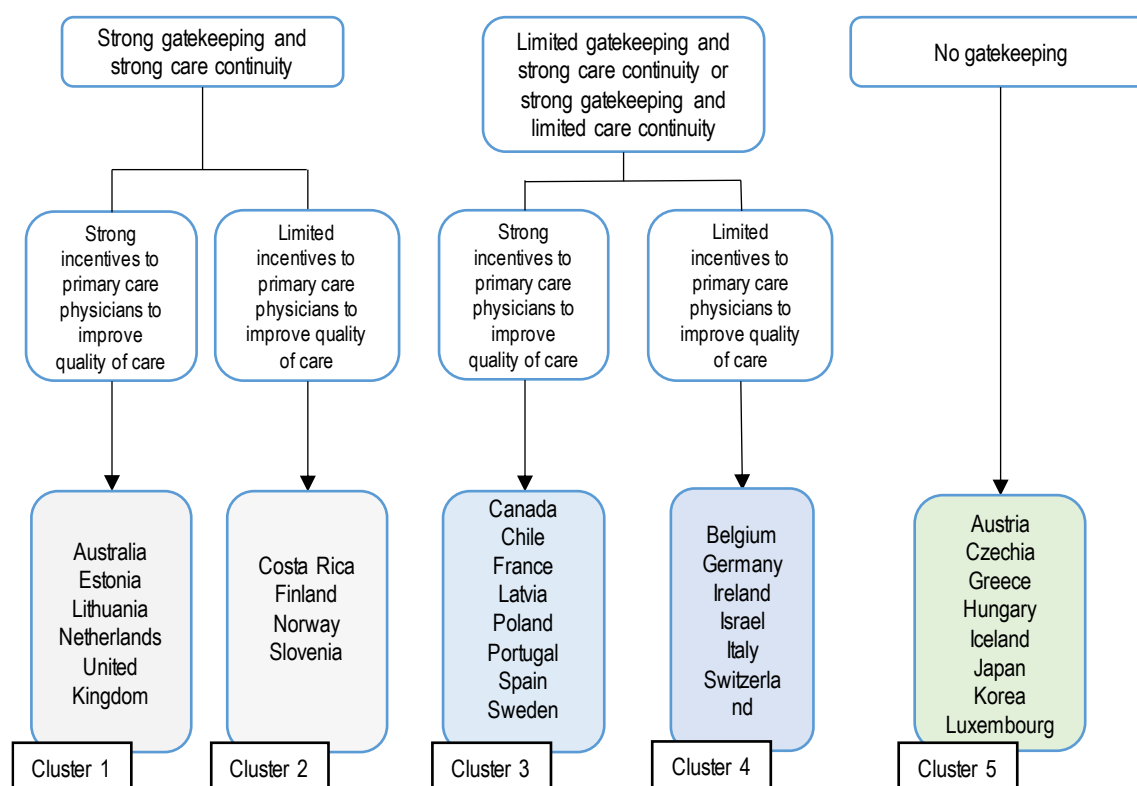 Strong gatekeeping and
strong care continuity
Limited gatekeeping and
strong care continuity or
strong gatekeeping and
limited care continuity
No gatekeeping
Strong
incentives to
primary care
physicians to
improve
quality of care
Limited
incentives to
primary care
physicians to
improve quality
of care
Strong
incentives to
primary care
physicians to
improve
quality of care
Limited
incentives to
primary care
physicians to
improve quality
of care
Australia
Estonia
Lithuania
Netherlands
United
Kingdom
Cluster 1
Costa Rica
Finland
Norway
Slovenia
Cluster 2
Canada
Chile
France
Latvia
Poland
Portugal
Spain
Sweden
Cluster 3
Belgium
Germany
Ireland
Israel
Italy
Switzerla
nd
Cluster 4
Austria
Czechia
Greece
Hungary
Iceland
Japan
Korea
Luxembourg
Cluster 5